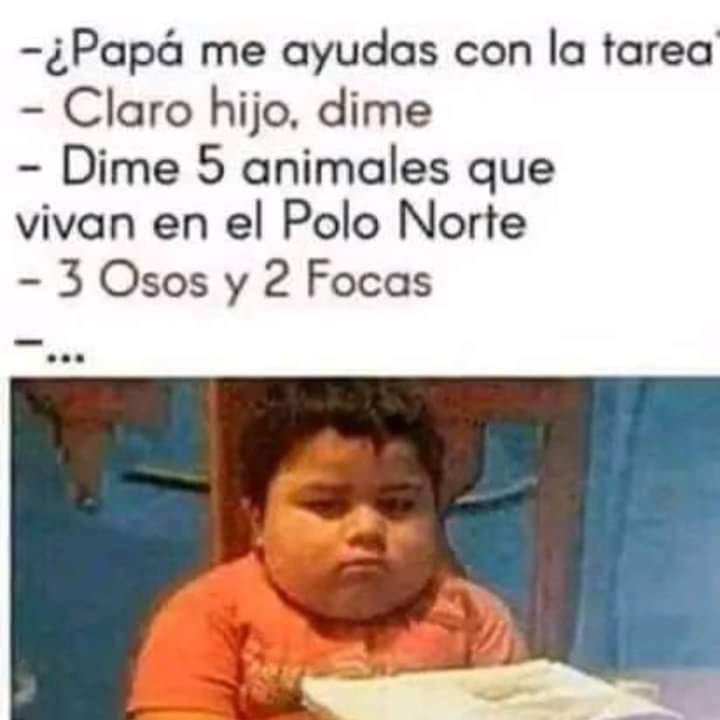 -¿Papá me ayudas con la tarea
- Claro hijo, dime
- Dime 5 animales que
vivan en el Polo Norte
- 3 Osos y 2 Focas
-...